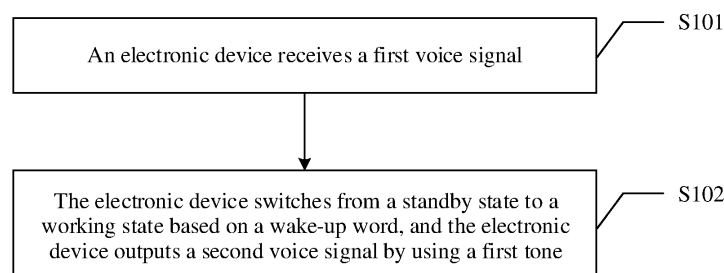 An electronic device receives a first voice signal
S101
The electronic device switches from a standby state to a
working state based on a wake-up word, and the electronic
device outputs a second voice signal by using a first tone
S102